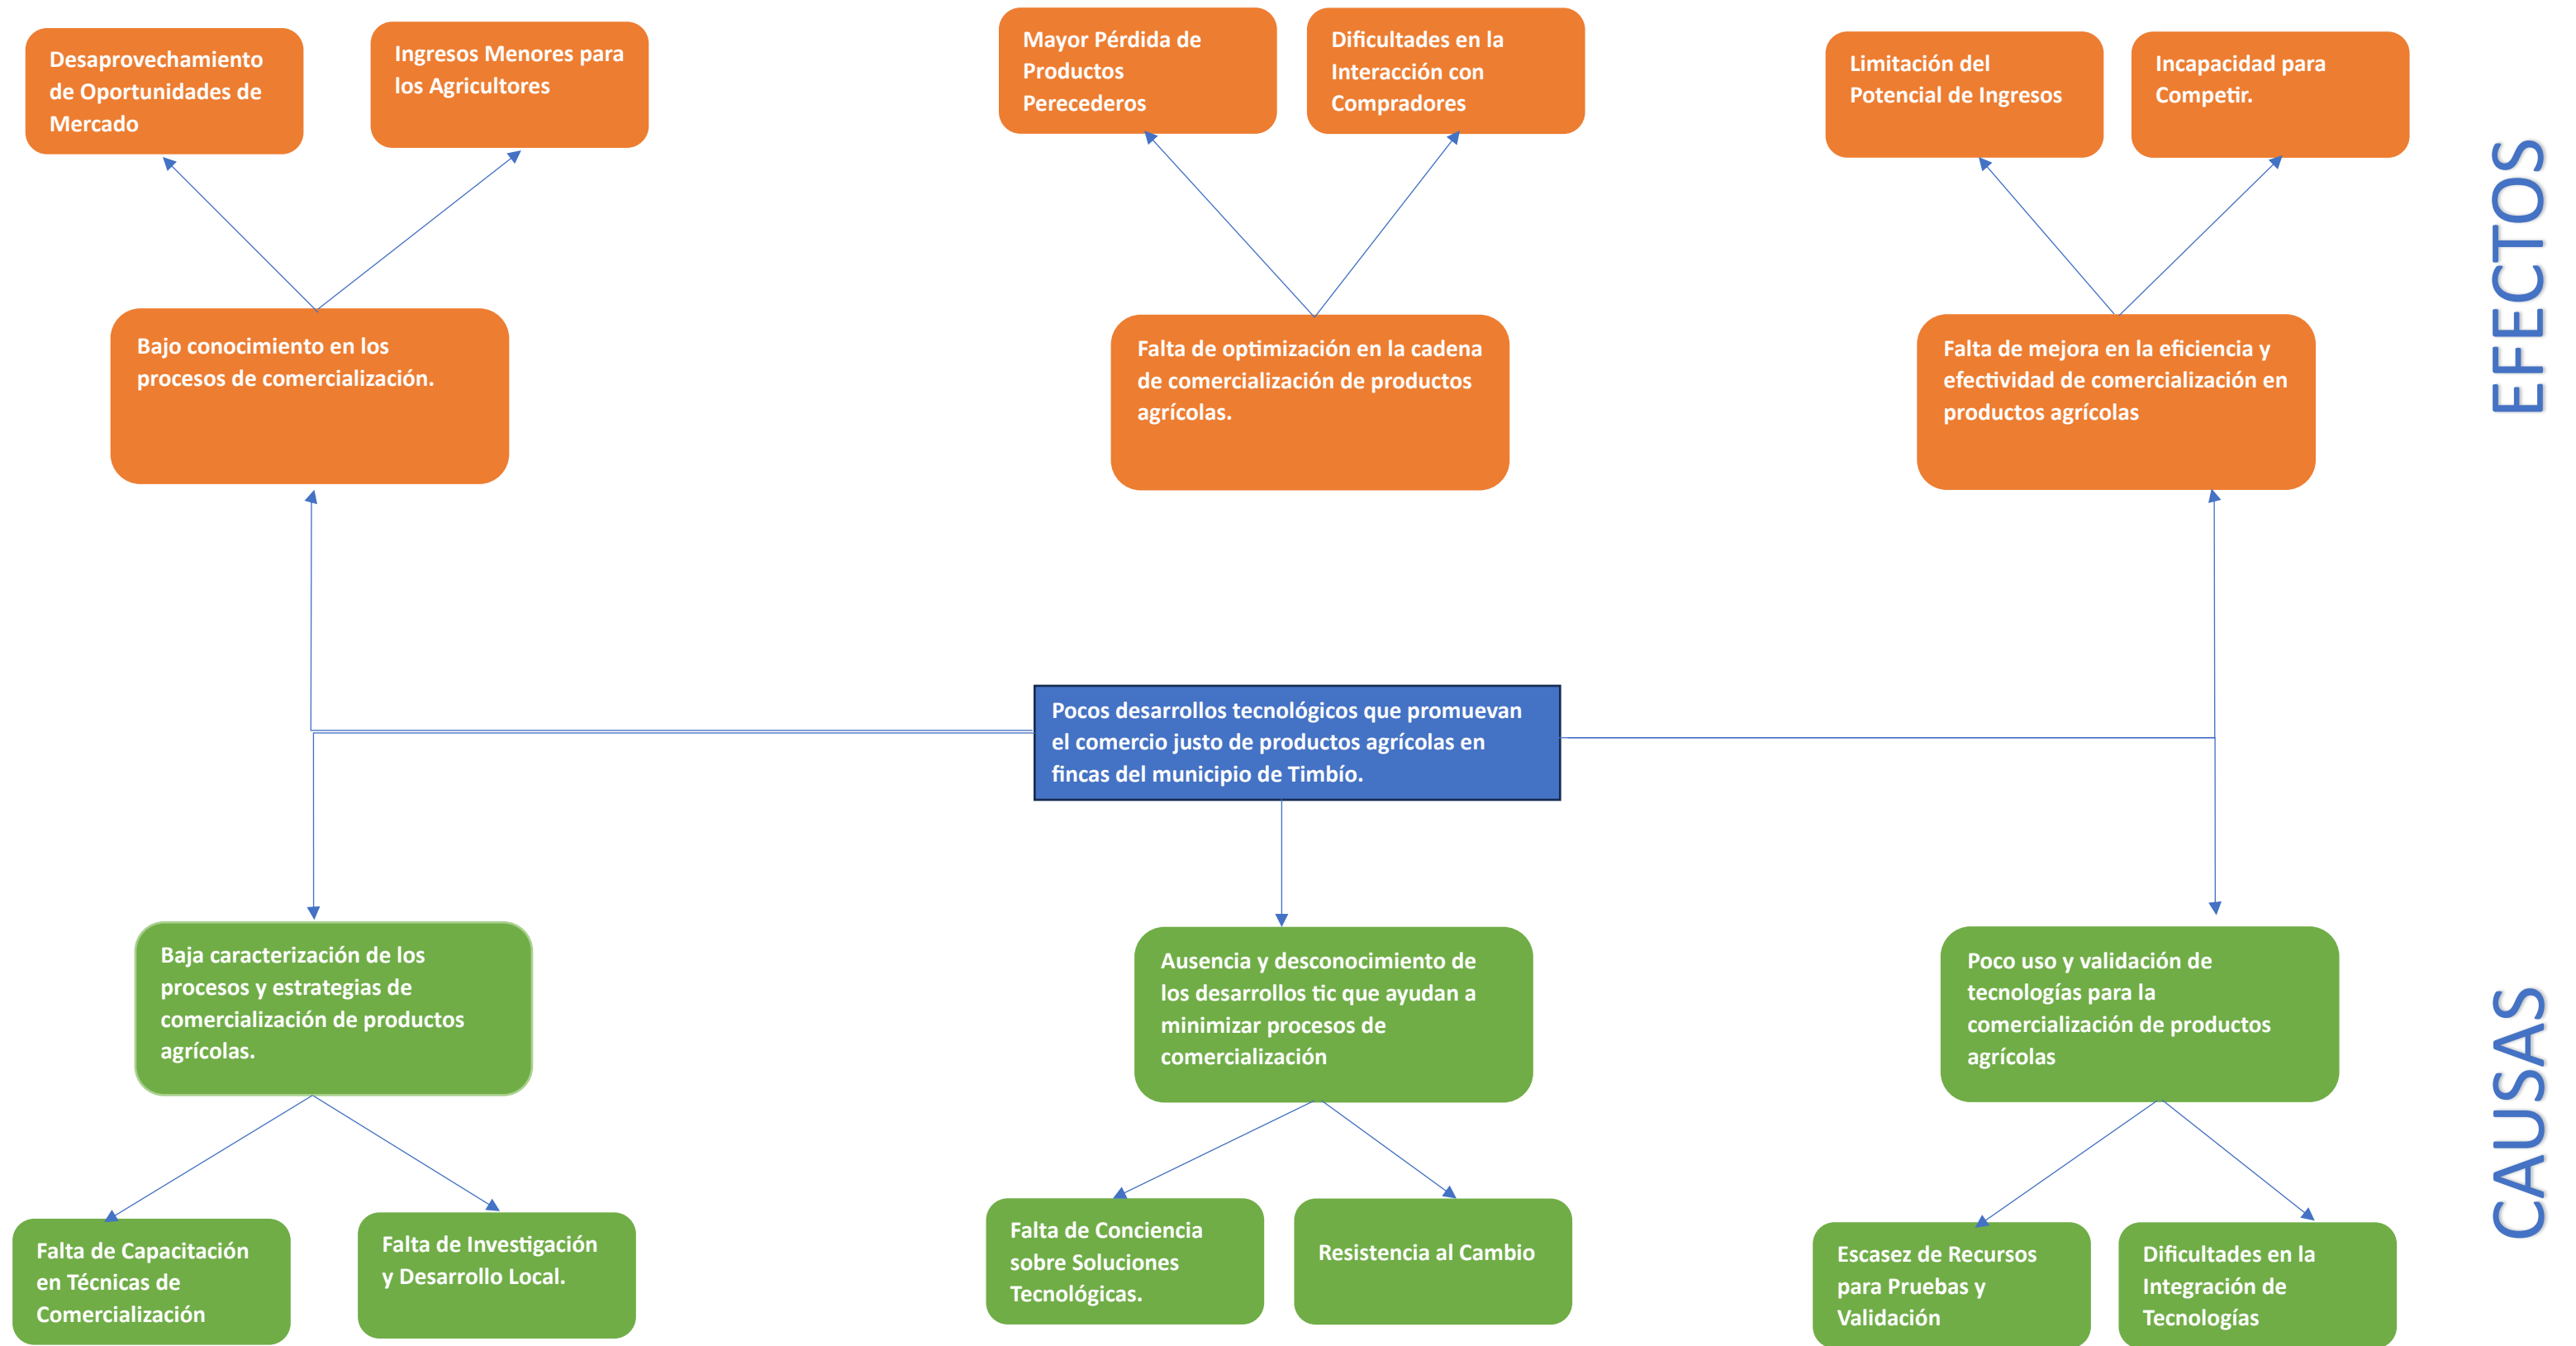 Desaprovechamiento
de Oportunidades de
Mercado
Ingresos Menores para
los Agricultores
Mayor Pérdida de
Productos
Perecederos
Dificultades en la
Interacción con
Compradores
Limitación del
Potencial de Ingresos
Incapacidad para
Competir.
EFECTOS
Bajo conocimiento en los
procesos de comercialización.
Falta de optimización en la cadena
de comercialización de productos
agrícolas.
Falta de mejora en la eficiencia y
efectividad de comercialización en
productos agrícolas
Pocos desarrollos tecnológicos que promuevan
el comercio justo de productos agrícolas en
fincas del municipio de Timbío.
Baja caracterización de los
procesos y estrategias de
comercialización de productos
agrícolas.
Ausencia y desconocimiento de
los desarrollos tic que ayudan a
minimizar procesos de
comercialización
Poco uso y validación de
tecnologías para la
comercialización de productos
agrícolas
CAUSAS
Falta de Capacitación
en Técnicas de
Comercialización
Falta de Investigación
y Desarrollo Local.
Falta de Conciencia
sobre Soluciones
Tecnológicas.
Resistencia al Cambio
Escasez de Recursos
para Pruebas y
Validación
Dificultades en la
Integración de
Tecnologías